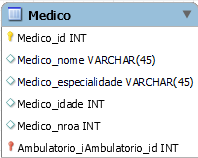 Medico
Medico_id INT
Medico_nome VARCHAR(45)
Medico_especialidade VARCHAR(45)
Medico_idade INT
Medico_nroa INT
Ambulatorio_iAmbulatorio_id INT